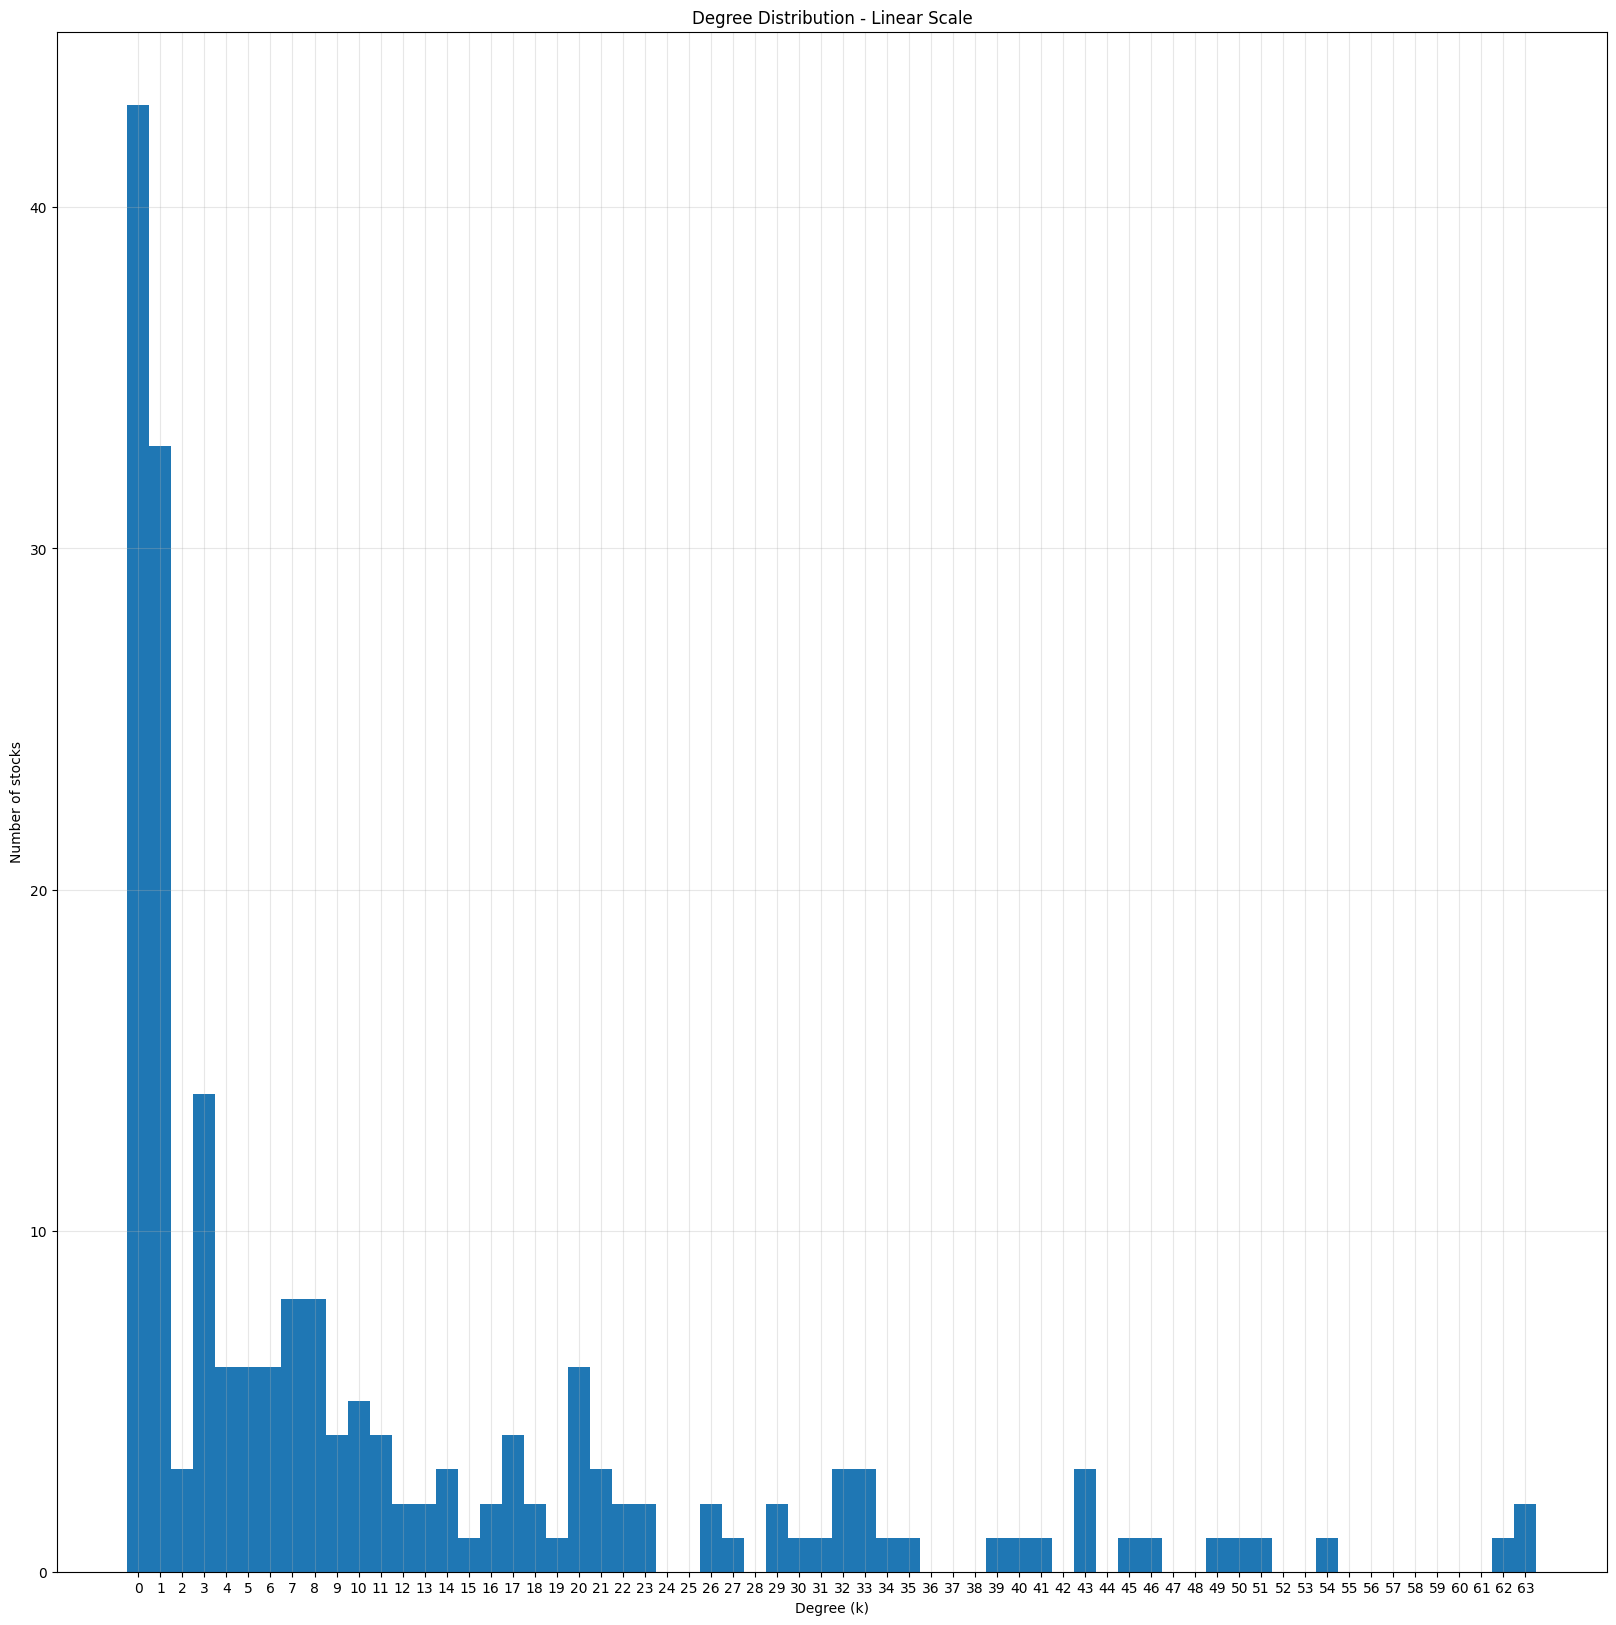 Degree Distribution - Linear Scale
Number of stocks
40
30
20
10
0
0 1 2 3 4 5 6 7 8 9 10 11 12 13 14 15 16 17 18 19 20 21 22 23 24 25 26 27 28 29 30 31 32 33 34 35 36 37 38 39 40 41 42 43 44 45 46 47 48 49 50 51 52 53 54 55 56 57 58 59 60 61 62 63
Degree (k)